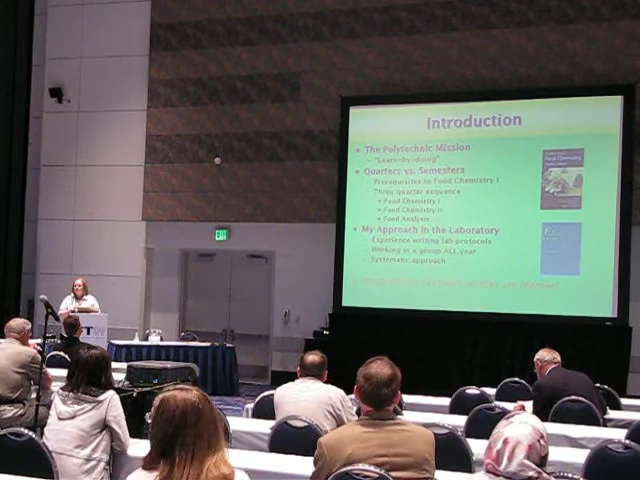 Introduction
• The Polytechnic Mission
– "Learn-by-doing"
• Quarters vs. Semesters
– Prerequisites to Food Chemistry I
– Three quarter sequence
• Food Chemistry I
• Food Chemistry II
• Food Analysis
• My Approach in the Laboratory
– Experience writing lab protocols
– Working in a group ALL year
– Systematic approach
Food Chemistry
EXIT